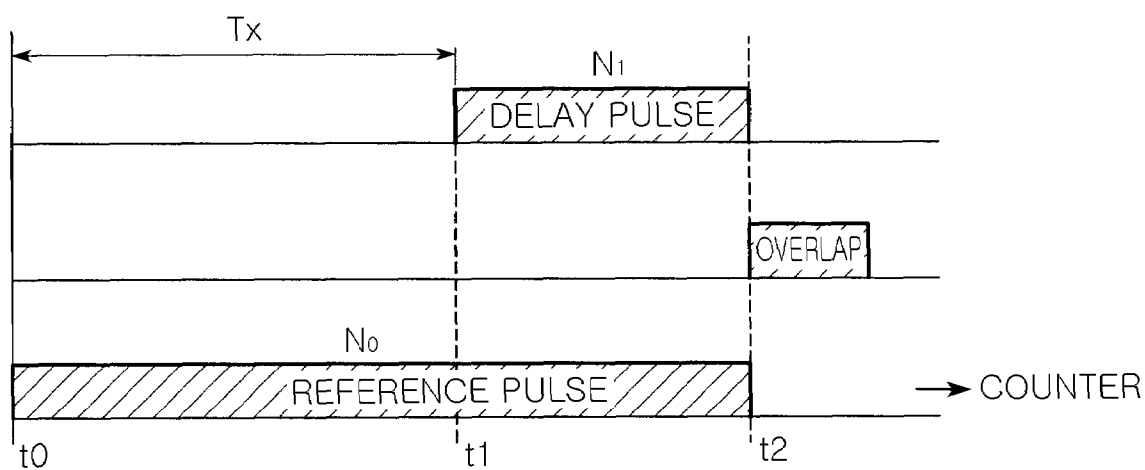 Tx
N1
DELAY PULSE
OVERLAP
N0
REFERENCE PULSE
COUNTER
t0
t1
t2